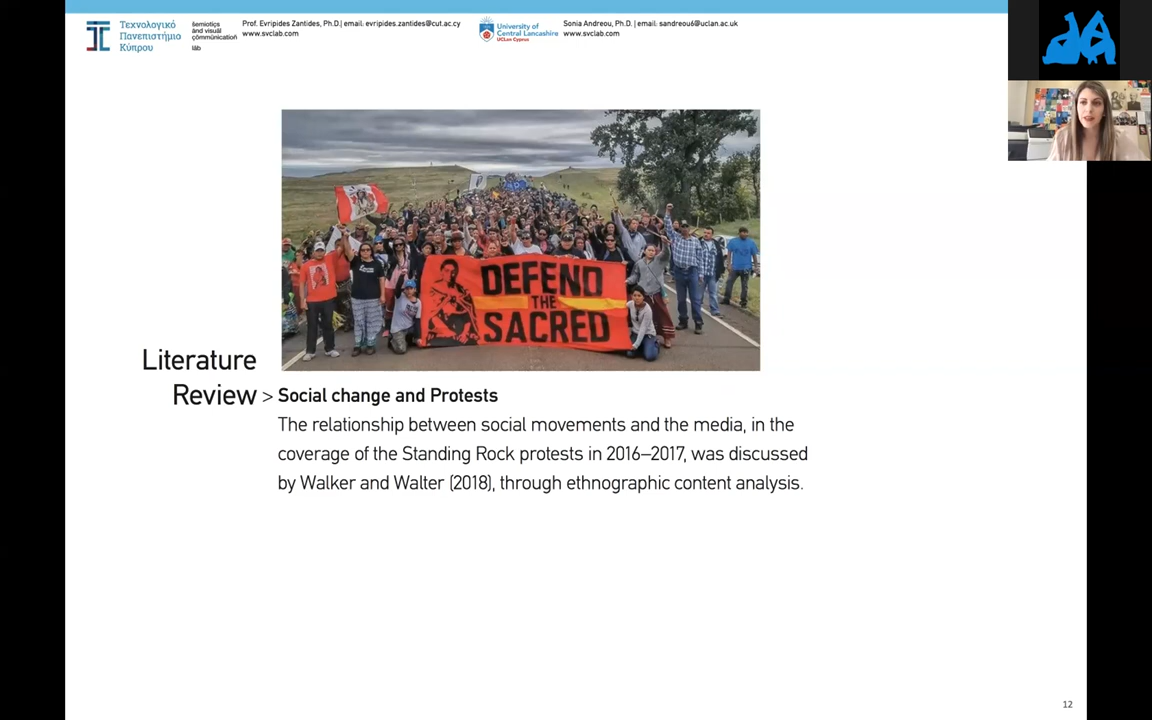 Τεχνολογικό
Πανεπιστήμιο
Κύπρου
semiotics
and visual
communication
lab
Prof. Evripides Zantides, Ph.D.| email: evripides.zantides@cut.ac.cy
www.svclab.com
University of
Central Lancashire
UCLan Cyprus
Sonia Andreou, Ph.D. | email: sandreou6@uclan.ac.uk
www.svclab.com
DEFEND
THE
SACRED
Literature
Review > Social change and Protests
The relationship between social movements and the media, in the
coverage of the Standing Rock protests in 2016–2017, was discussed
by Walker and Walter (2018), through ethnographic content analysis.
12